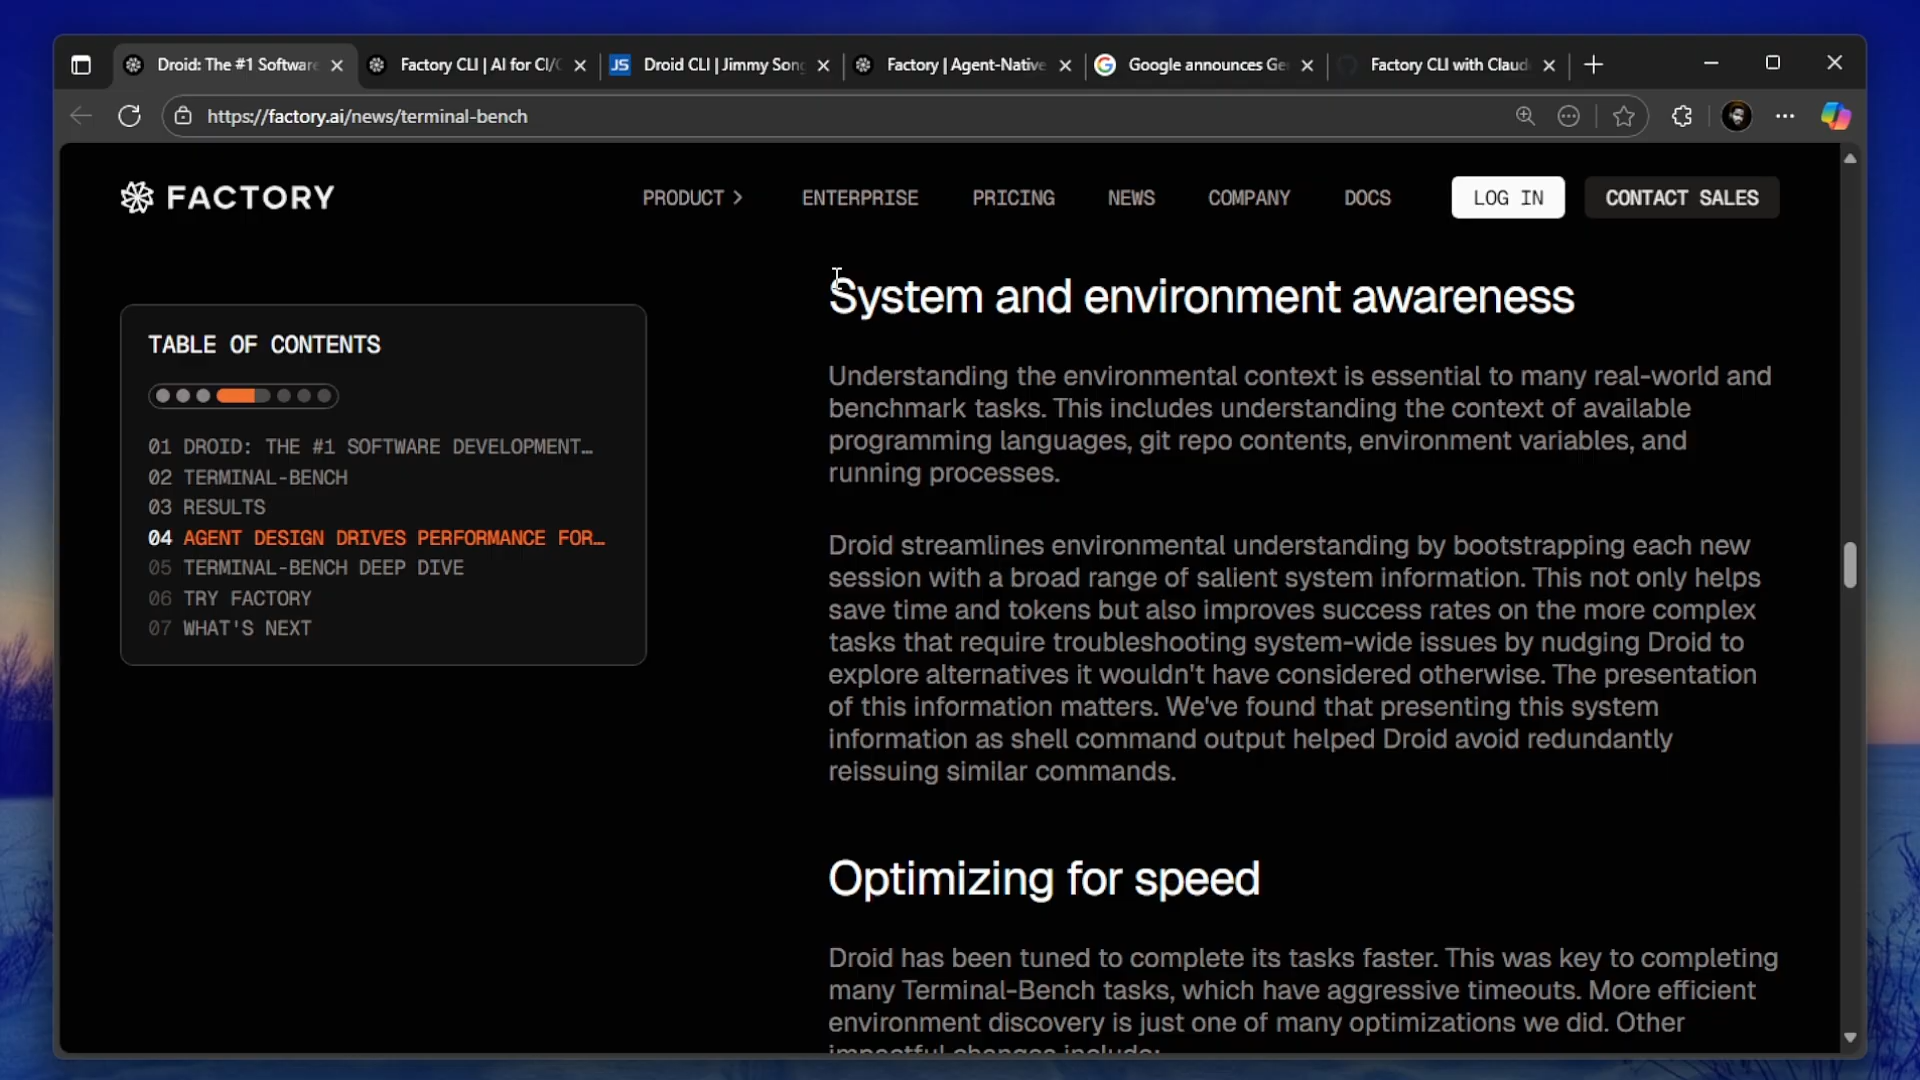 Droid: The #1 Software
Factory CLI | AI for CI/C
JS
Droid CLI | Jimmy Song
Factory | Agent-Native
Google announces Ge
Factory CLI with Claud
https://factory.ai/news/terminal-bench
FACTORY
PRODUCT >
ENTERPRISE
PRICING
NEWS
COMPANY
DOCS
LOG IN
CONTACT SALES
TABLE OF CONTENTS
01 DROID: THE #1 SOFTWARE DEVELOPMENT…
02 TERMINAL-BENCH
03 RESULTS
04 AGENT DESIGN DRIVES PERFORMANCE FOR…
05 TERMINAL-BENCH DEEP DIVE
06 TRY FACTORY
07 WHAT'S NEXT
System and environment awareness
Understanding the environmental context is essential to many real-world and
benchmark tasks. This includes understanding the context of available
programming languages, git repo contents, environment variables, and
running processes.
Droid streamlines environmental understanding by bootstrapping each new
session with a broad range of salient system information. This not only helps
save time and tokens but also improves success rates on the more complex
tasks that require troubleshooting system-wide issues by nudging Droid to
explore alternatives it wouldn't have considered otherwise. The presentation
of this information matters. We've found that presenting this system
information as shell command output helped Droid avoid redundantly
reissuing similar commands.
Optimizing for speed
Droid has been tuned to complete its tasks faster. This was key to completing
many Terminal-Bench tasks, which have aggressive timeouts. More efficient
environment discovery is just one of many optimizations we did. Other
impactful changes include: